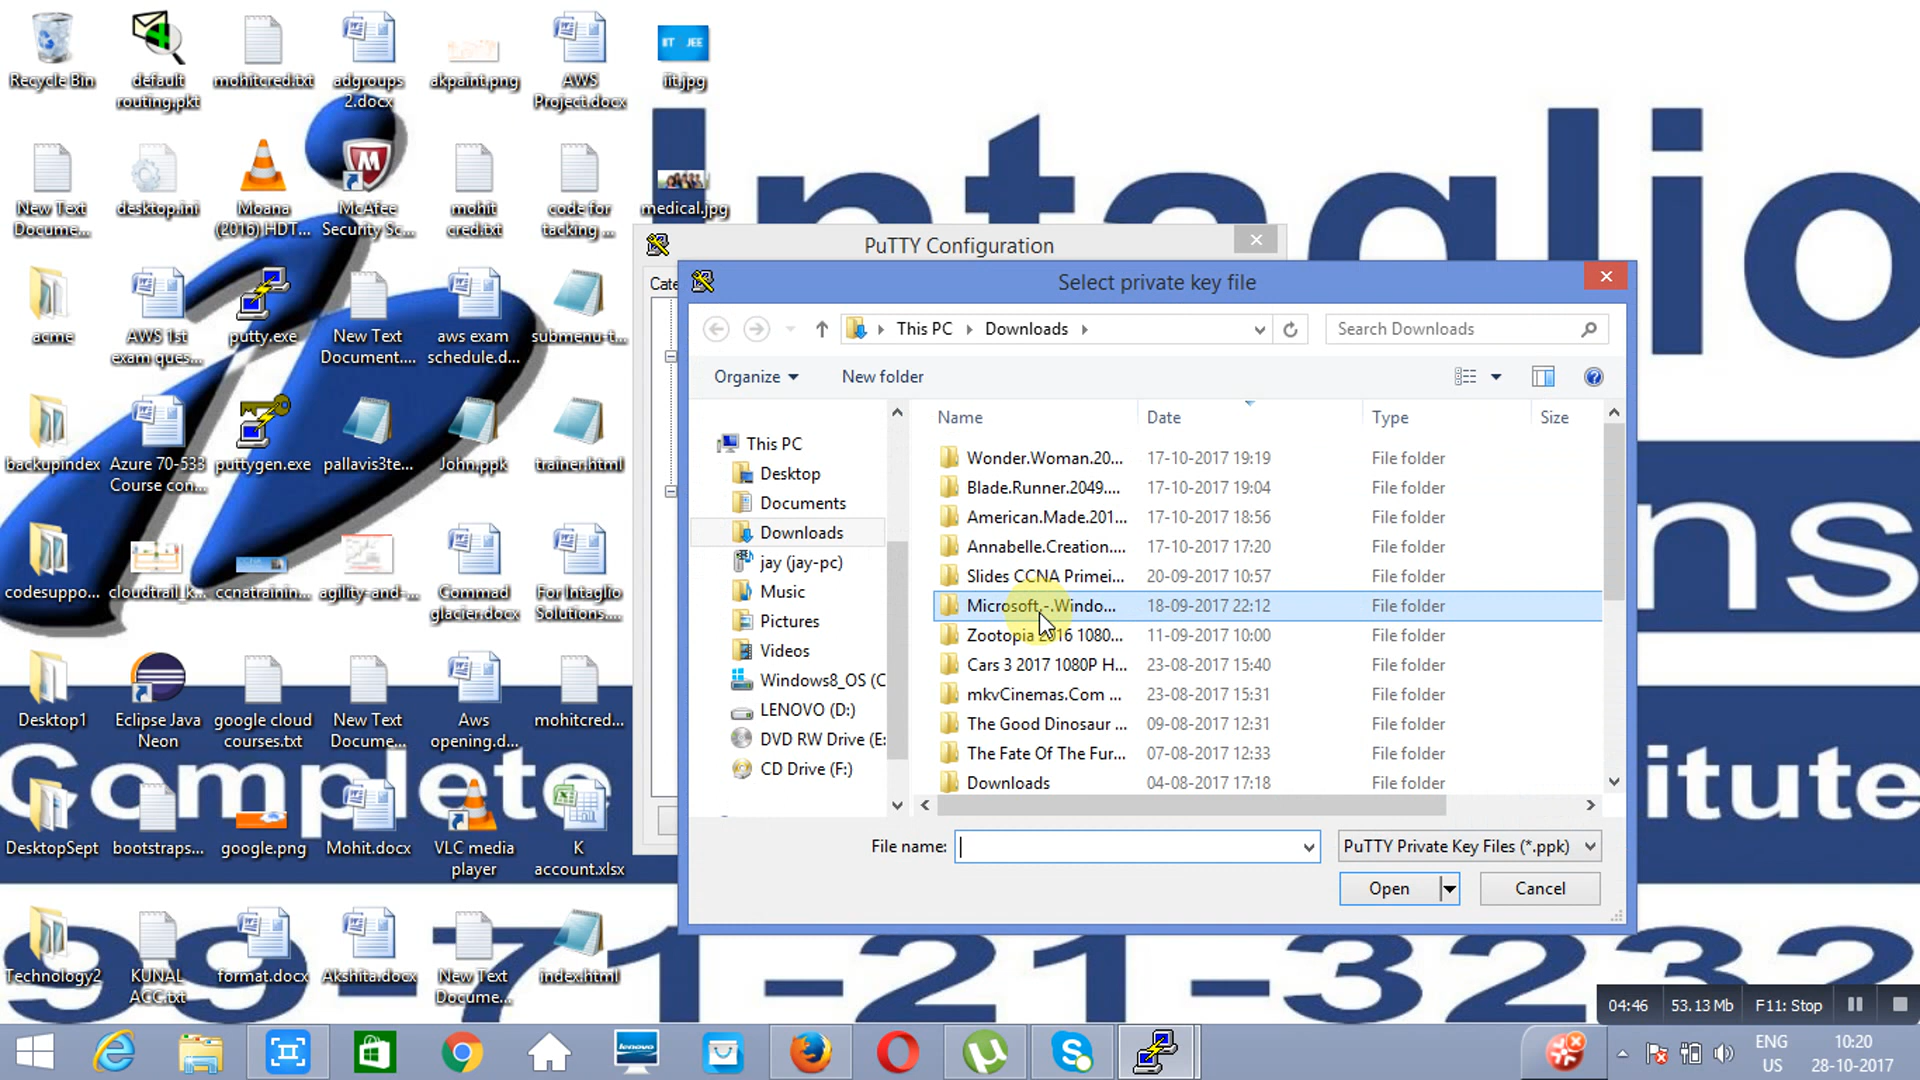 Recycle Bin
default
routing.pkt
mohitcred.txt
adgroups
2.docx
akpaint.png
AWS
Project.docx
IIT JEE
iit.jpg
New Text
Docume...
desktop.ini
Moana
(2016) HDT...
McAfee
Security Sc...
mohit
cred.txt
code for
tacking ...
medical.jpg
acme
AWS 1st
exam ques...
putty.exe
New Text
Document....
aws exam
schedule.d...
submenu-t...
backupindex
Azure 70-533
Course con...
puttygen.exe
pallavis3te...
John.ppk
trainer.html
codesuppo...
cloudtrail_k...
ccnatrainin...
agility-and-...
Commad
glacier.docx
For Intaglio
Solutions....
Desktop1
Eclipse Java
Neon
google cloud
courses.txt
New Text
Docume...
Aws
opening.d...
mohitcred...
DesktopSept
bootstraps...
google.png
Mohit.docx
VLC media
player
K
account.xlsx
Technology2
KUNAL
ACC.txt
format.docx
Akshita.docx
New Text
Docume...
index.html
Intaglio
ns
Complete
itute
99-71-21-3232
PuTTY Configuration
Cate
Select private key file
This PC
Downloads
Search Downloads
Organize
New folder
Name
Date
Type
Size
This PC
Desktop
Documents
Downloads
jay (jay-pc)
Music
Pictures
Videos
Windows8_OS (C
LENOVO (D:)
DVD RW Drive (E:
CD Drive (F:)
Wonder.Woman.20... 17-10-2017 19:19 File folder
Blade.Runner.2049.... 17-10-2017 19:04 File folder
American.Made.201... 17-10-2017 18:56 File folder
Annabelle.Creation.... 17-10-2017 17:20 File folder
Slides CCNA Primei... 20-09-2017 10:57 File folder
Microsoft.-.Windo... 18-09-2017 22:12 File folder
Zootopia 2016 1080... 11-09-2017 10:00 File folder
Cars 3 2017 1080P H... 23-08-2017 15:40 File folder
mkvCinemas.Com ... 23-08-2017 15:31 File folder
The Good Dinosaur ... 09-08-2017 12:31 File folder
The Fate Of The Fur... 07-08-2017 12:33 File folder
Downloads 04-08-2017 17:18 File folder
File name:
PuTTY Private Key Files (*.ppk)
Open
Cancel
04:46
53.13 Mb
F11: Stop
lenovo
ENG
US
10:20
28-10-2017